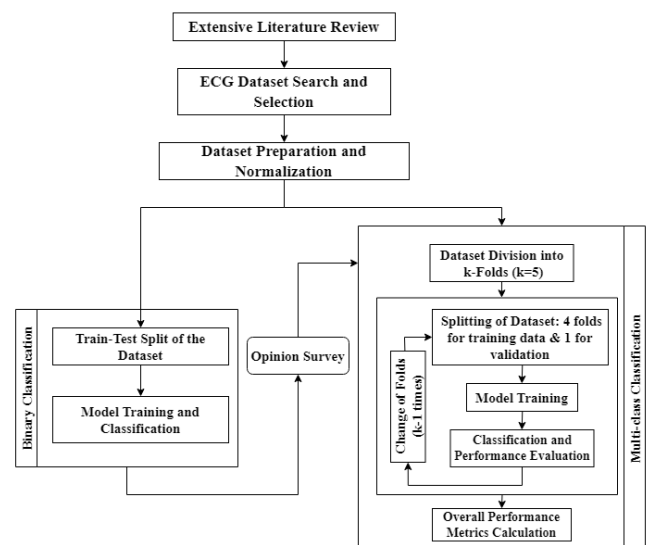 Extensive Literature Review
ECG Dataset Search and
Selection
Dataset Preparation and
Normalization
Binary Classification
Train-Test Split of the
Dataset
Model Training and
Classification
Opinion Survey
Multi-class Classification
Dataset Division into
k-Folds (k=5)
Splitting of Dataset: 4 folds
for training data & 1 for
validation
Model Training
Classification and
Performance Evaluation
Change of Folds
(k-1 times)
Overall Performance
Metrics Calculation